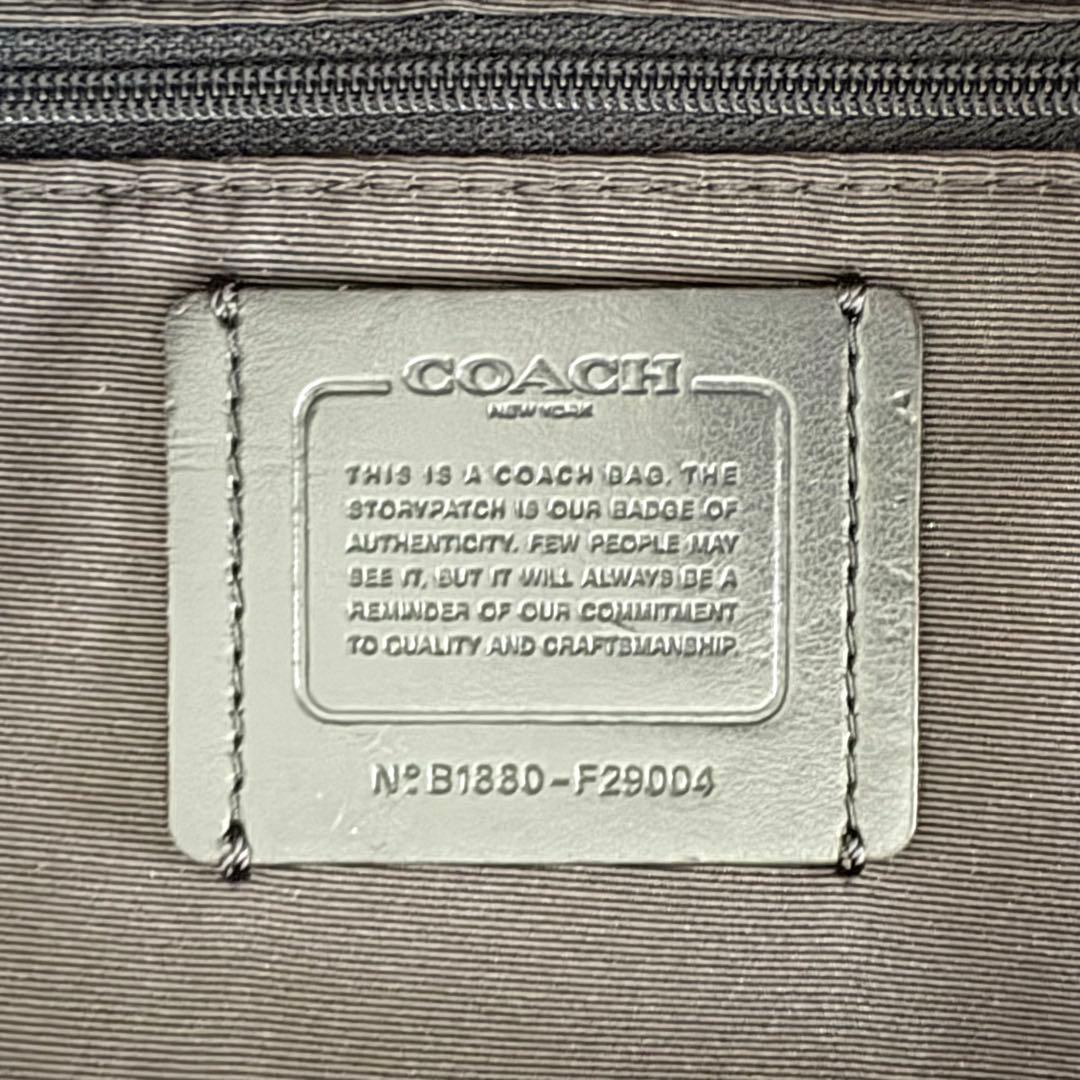 COACH
NEW YORK
THIS IS A COACH BAG. THE
STORYPATCH IS OUR BADGE OF
AUTHENTICITY. FEW PEOPLE MAY
SEE IT, BUT IT WILL ALWAYS BE A
REMINDER OF OUR COMMITMENT
TO QUALITY AND CRAFTSMANSHIP.
Nº B1880-F29004